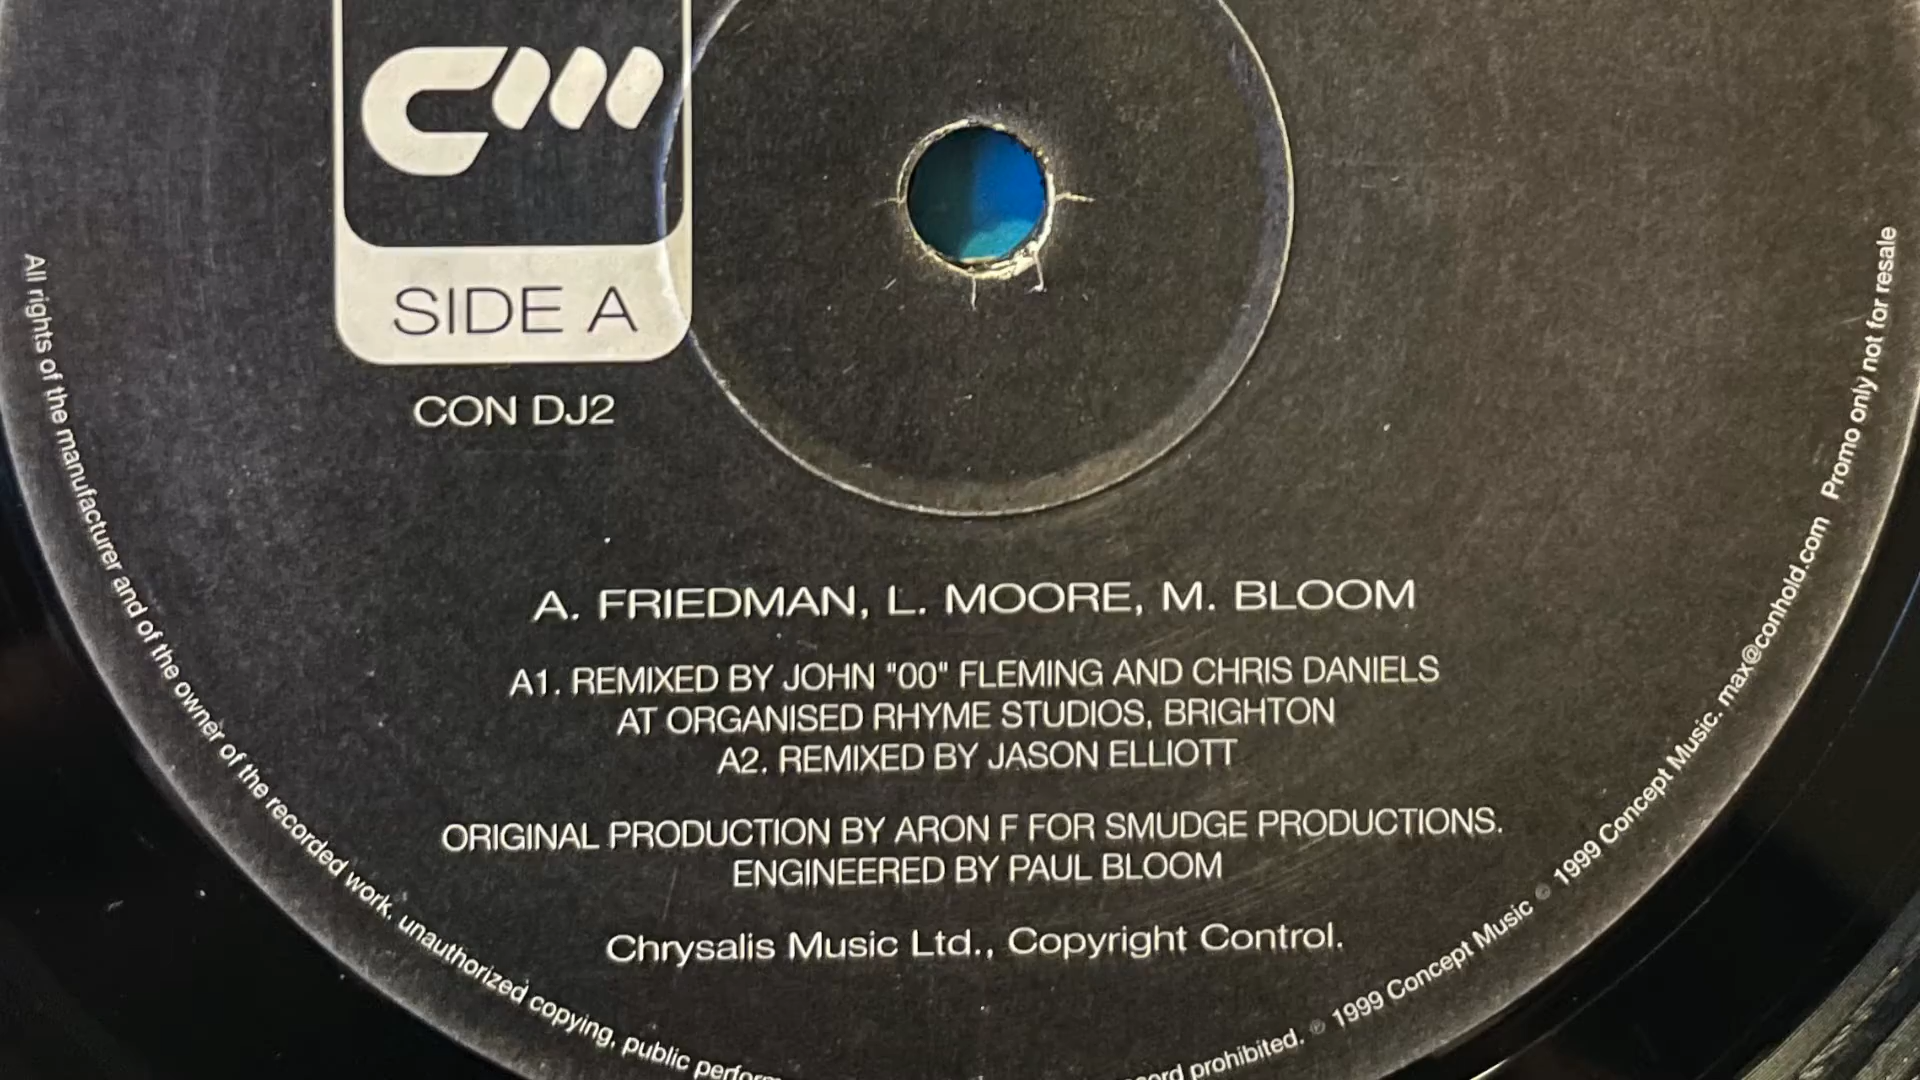 SIDE A
CON DJ2
A. FRIEDMAN, L. MOORE, M. BLOOM
A1. REMIXED BY JOHN "00" FLEMING AND CHRIS DANIELS
AT ORGANISED RHYME STUDIOS, BRIGHTON
A2. REMIXED BY JASON ELLIOTT
ORIGINAL PRODUCTION BY ARON F FOR SMUDGE PRODUCTIONS.
ENGINEERED BY PAUL BLOOM
Chrysalis Music Ltd., Copyright Control.
All rights of the manufacturer and of the owner of the recorded work, unauthorized copying, public prohibited. ℗ 1999 Concept Music © 1999 Concept Music. max@conhold.com Promo only not for resale